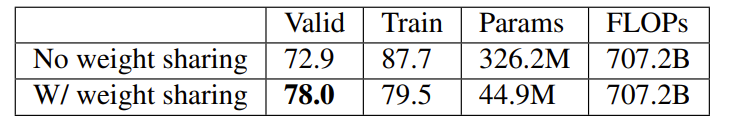 Valid Train Params FLOPs
No weight sharing 72.9 87.7 326.2M 707.2B
W/ weight sharing 78.0 79.5 44.9M 707.2B